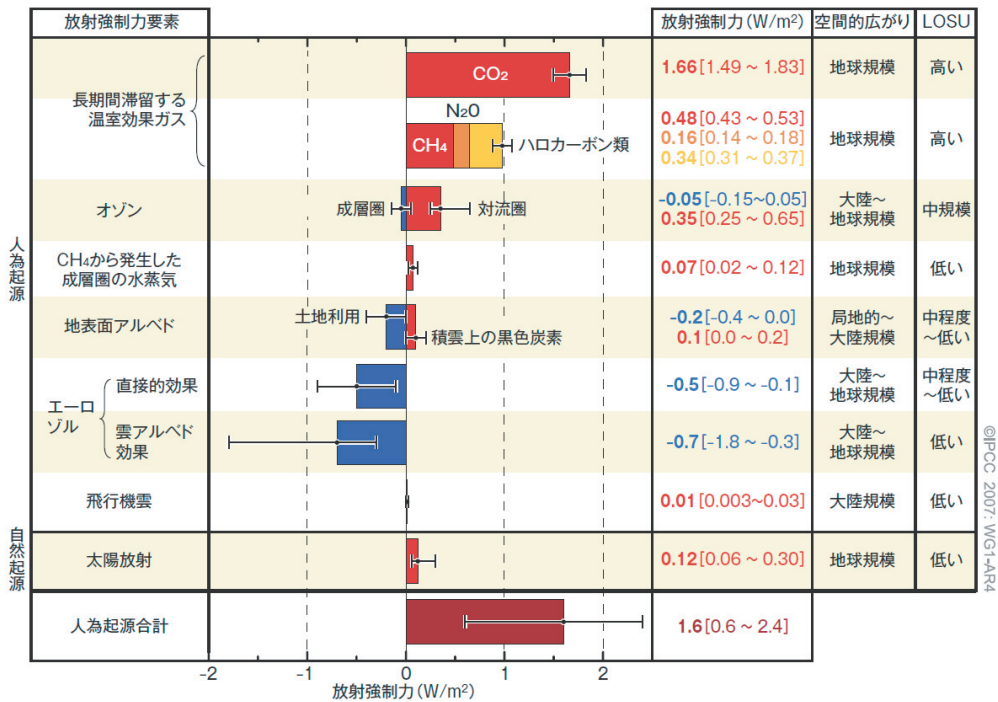 放射強制力要素
放射強制力(W/m²)
空間的広がり
LOSU
人為起源
長期間滞留する
温室効果ガス
CO₂
1.66[1.49 ~ 1.83]
地球規模
高い
N₂O
CH₄
ハロカーボン類
0.48[0.43 ~ 0.53]
0.16[0.14 ~ 0.18]
0.34[0.31 ~ 0.37]
地球規模
高い
オゾン
成層圏
対流圏
-0.05[-0.15~0.05]
0.35[0.25 ~ 0.65]
大陸~
地球規模
中規模
CH₄から発生した
成層圏の水蒸気
0.07[0.02 ~ 0.12]
地球規模
低い
地表面アルベド
土地利用
積雲上の黒色炭素
-0.2[-0.4 ~ 0.0]
0.1[0.0 ~ 0.2]
局地的~
大陸規模
中程度
~低い
エーロ
ゾル
直接的効果
-0.5[-0.9 ~ -0.1]
大陸~
地球規模
中程度
~低い
雲アルベド
効果
-0.7[-1.8 ~ -0.3]
大陸~
地球規模
低い
飛行機雲
0.01[0.003~0.03]
大陸規模
低い
自然起源
太陽放射
0.12[0.06 ~ 0.30]
地球規模
低い
人為起源合計
1.6[0.6 ~ 2.4]
-2
-1
0
1
2
放射強制力(W/m²)
©IPCC 2007: WG1-AR4